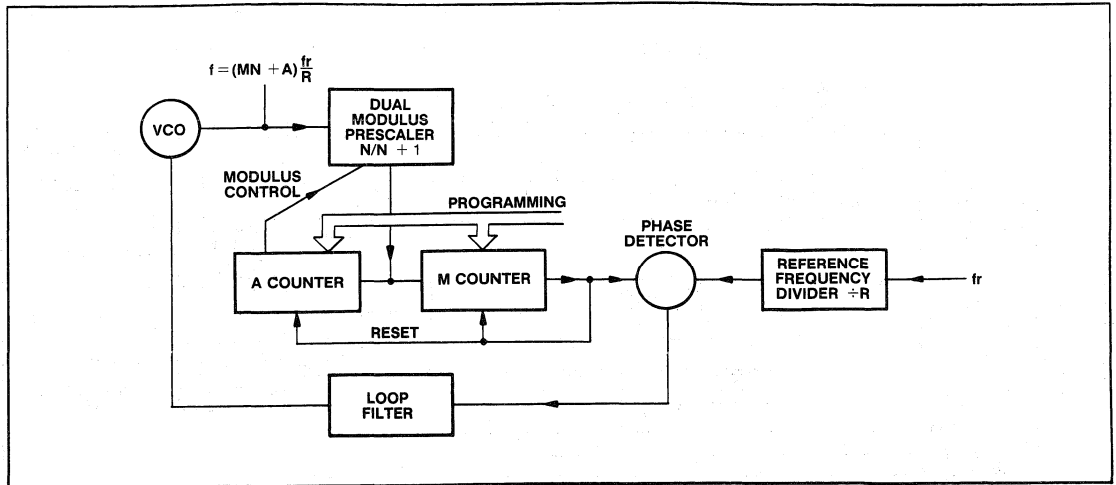 f = (MN + A) fr/R
VCO
DUAL
MODULUS
PRESCALER
N/N + 1
MODULUS
CONTROL
PROGRAMMING
PHASE
DETECTOR
A COUNTER
M COUNTER
REFERENCE
FREQUENCY
DIVIDER ÷R
fr
RESET
LOOP
FILTER